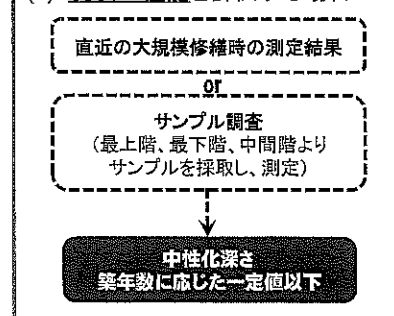 直近の大規模修繕時の測定結果
or
サンプル調査
(最上階、最下階、中間階より
サンプルを採取し、測定)
中性化深さ
築年数に応じた一定値以下